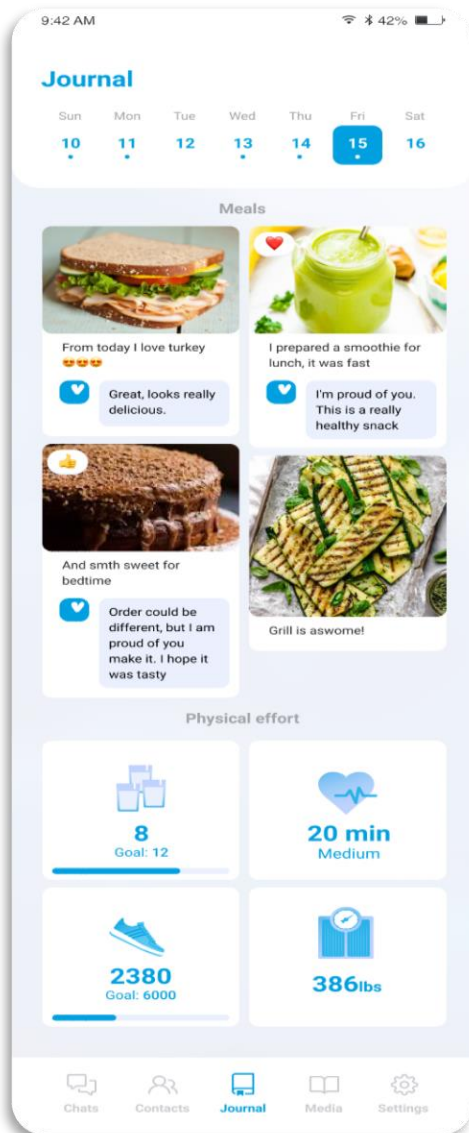 9:42 AM
42%
Journal
Sun Mon Tue Wed Thu Fri Sat
10 11 12 13 14 15 16
Meals
From today I love turkey
😍😍😍
Great, looks really
delicious.
I prepared a smoothie for
lunch, it was fast
I'm proud of you.
This is a really
healthy snack
And smth sweet for
bedtime
Order could be
different, but I am
proud of you
make it. I hope it
was tasty
Grill is aswome!
Physical effort
8
Goal: 12
20 min
Medium
2380
Goal: 6000
386lbs
Chats Contacts Journal Media Settings